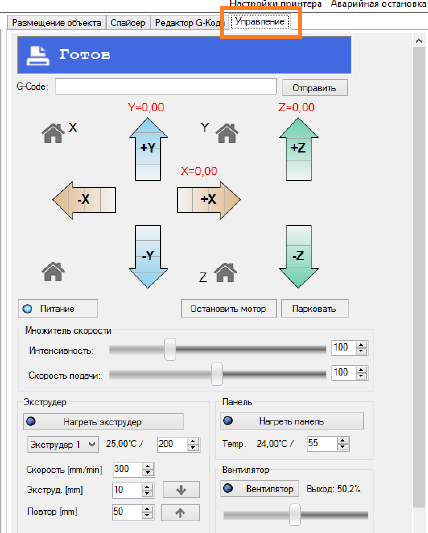 Настройки принтера Аварийная остановка
Размещение объекта Слайсер Редактор G-Кода Управление
Готов
G-Code: Отправить
Y=0,00 Z=0,00
X +Y Y +Z
X=0,00
-X +X
-Y Z -Z
Питание Остановить мотор Парковать
Множитель скорости
Интенсивность: 100
Скорость подачи: 100
Экструдер
Нагреть экструдер
Экструдер 1 25,00°C / 200
Скорость [mm/min] 300
Экструд. [mm] 10
Повтор [mm] 50
Панель
Нагреть панель
Temp. 24,00°C / 55
Вентилятор
Вентилятор Выход: 50,2%